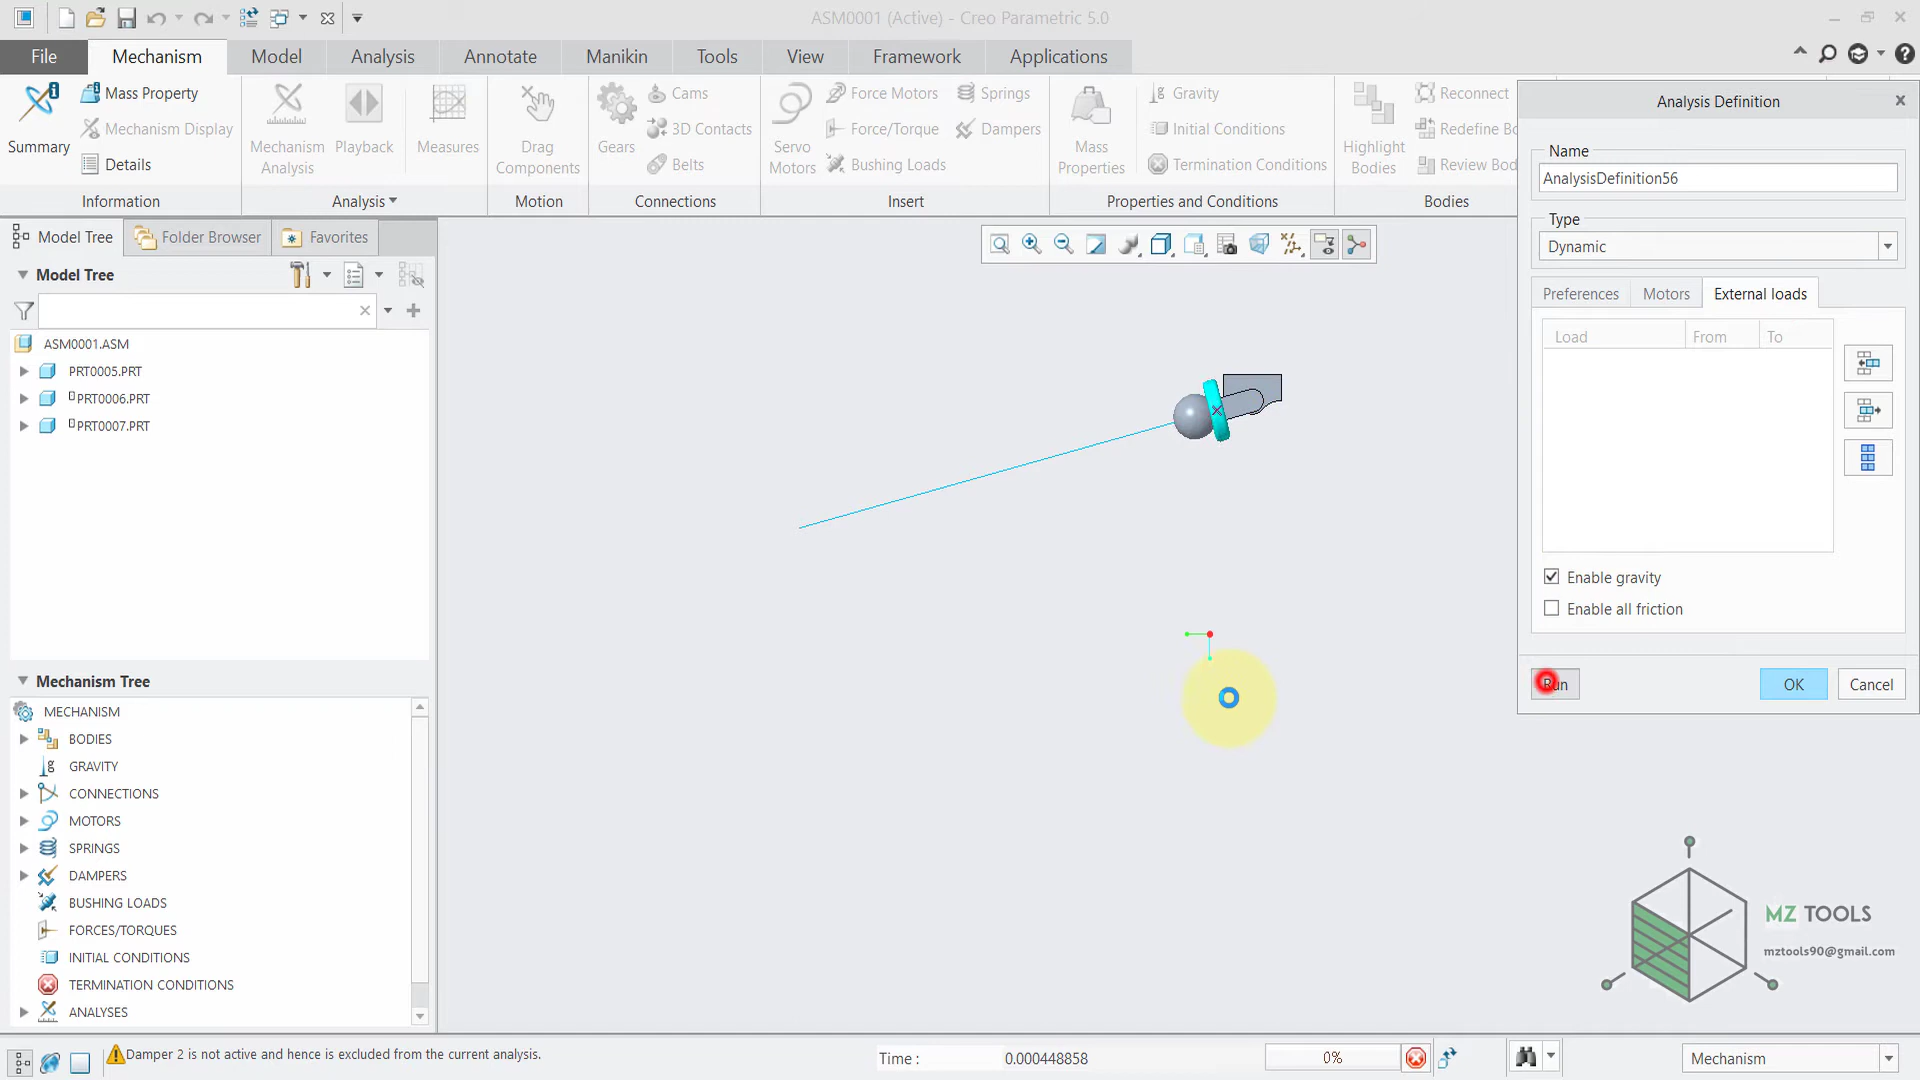 ASM0001 (Active) - Creo Parametric 5.0
File
Mechanism
Model
Analysis
Annotate
Manikin
Tools
View
Framework
Applications
Summary
Mass Property
Mechanism Display
Details
Information
Mechanism
Analysis
Playback
Measures
Analysis
Drag
Components
Motion
Gears
Cams
3D Contacts
Belts
Connections
Servo
Motors
Force Motors
Force/Torque
Bushing Loads
Springs
Dampers
Insert
Mass
Properties
Gravity
Initial Conditions
Termination Conditions
Properties and Conditions
Highlight
Bodies
Reconnect
Redefine Bo
Review Bod
Bodies
Model Tree
Folder Browser
Favorites
Model Tree
ASM0001.ASM
PRT0005.PRT
PRT0006.PRT
PRT0007.PRT
Mechanism Tree
MECHANISM
BODIES
GRAVITY
CONNECTIONS
MOTORS
SPRINGS
DAMPERS
BUSHING LOADS
FORCES/TORQUES
INITIAL CONDITIONS
TERMINATION CONDITIONS
ANALYSES
Analysis Definition
Name
AnalysisDefinition56
Type
Dynamic
Preferences
Motors
External loads
Load
From
To
Enable gravity
Enable all friction
OK
Cancel
MZ TOOLS
mztools90@gmail.com
Damper 2 is not active and hence is excluded from the current analysis.
Time :
0.000448858
0%
Mechanism